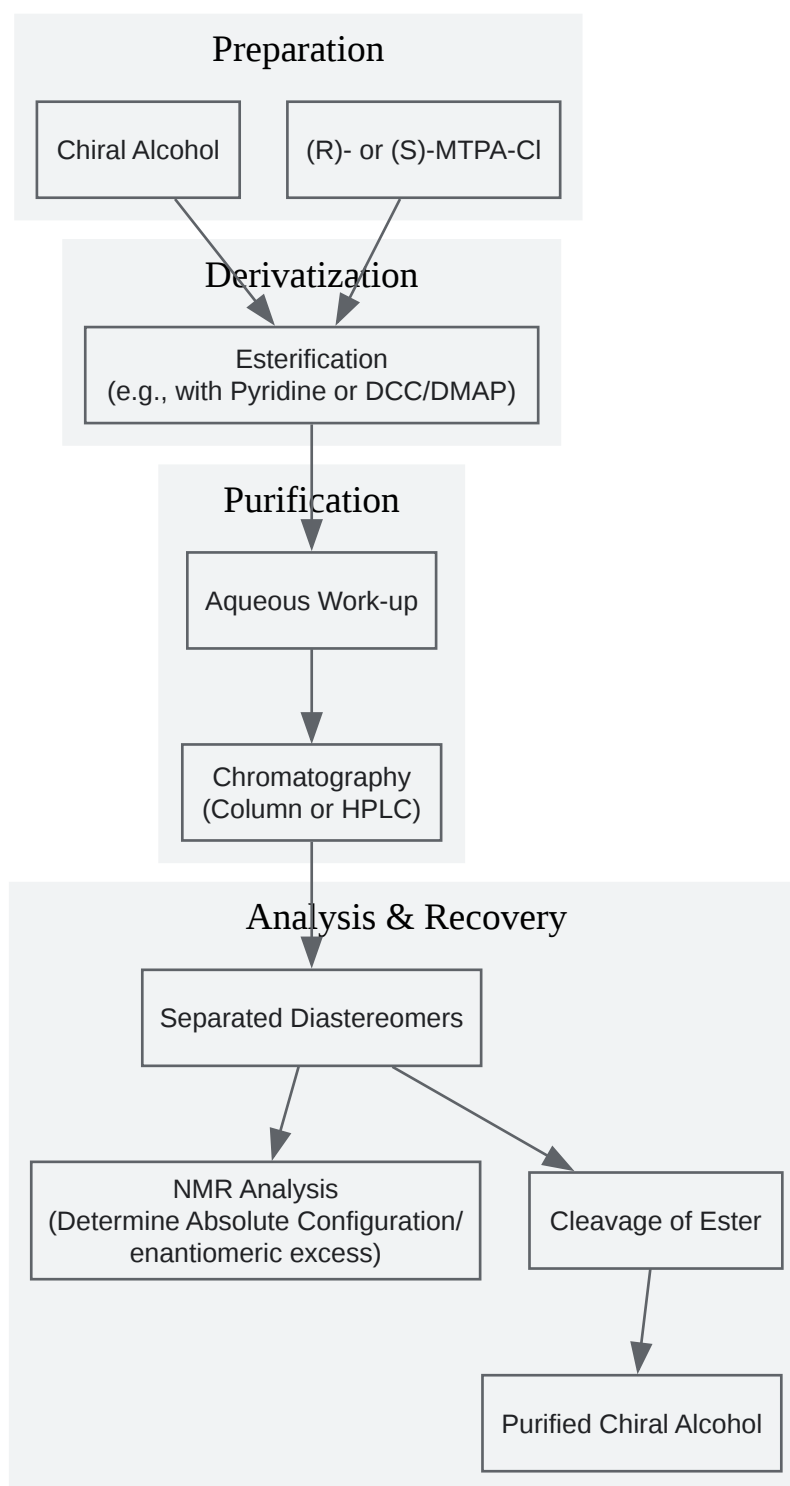 Preparation
Chiral Alcohol
(R)- or (S)-MTPA-Cl
Derivatization
Esterification
(e.g., with Pyridine or DCC/DMAP)
Purification
Aqueous Work-up
Chromatography
(Column or HPLC)
Analysis & Recovery
Separated Diastereomers
NMR Analysis
(Determine Absolute Configuration/
enantiomeric excess)
Cleavage of Ester
Purified Chiral Alcohol